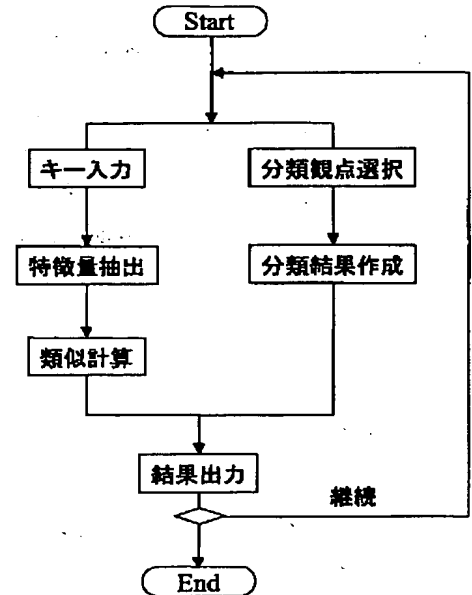 Start
キー入力
分類観点選択
特徴量抽出
分類結果作成
類似計算
結果出力
継続
End